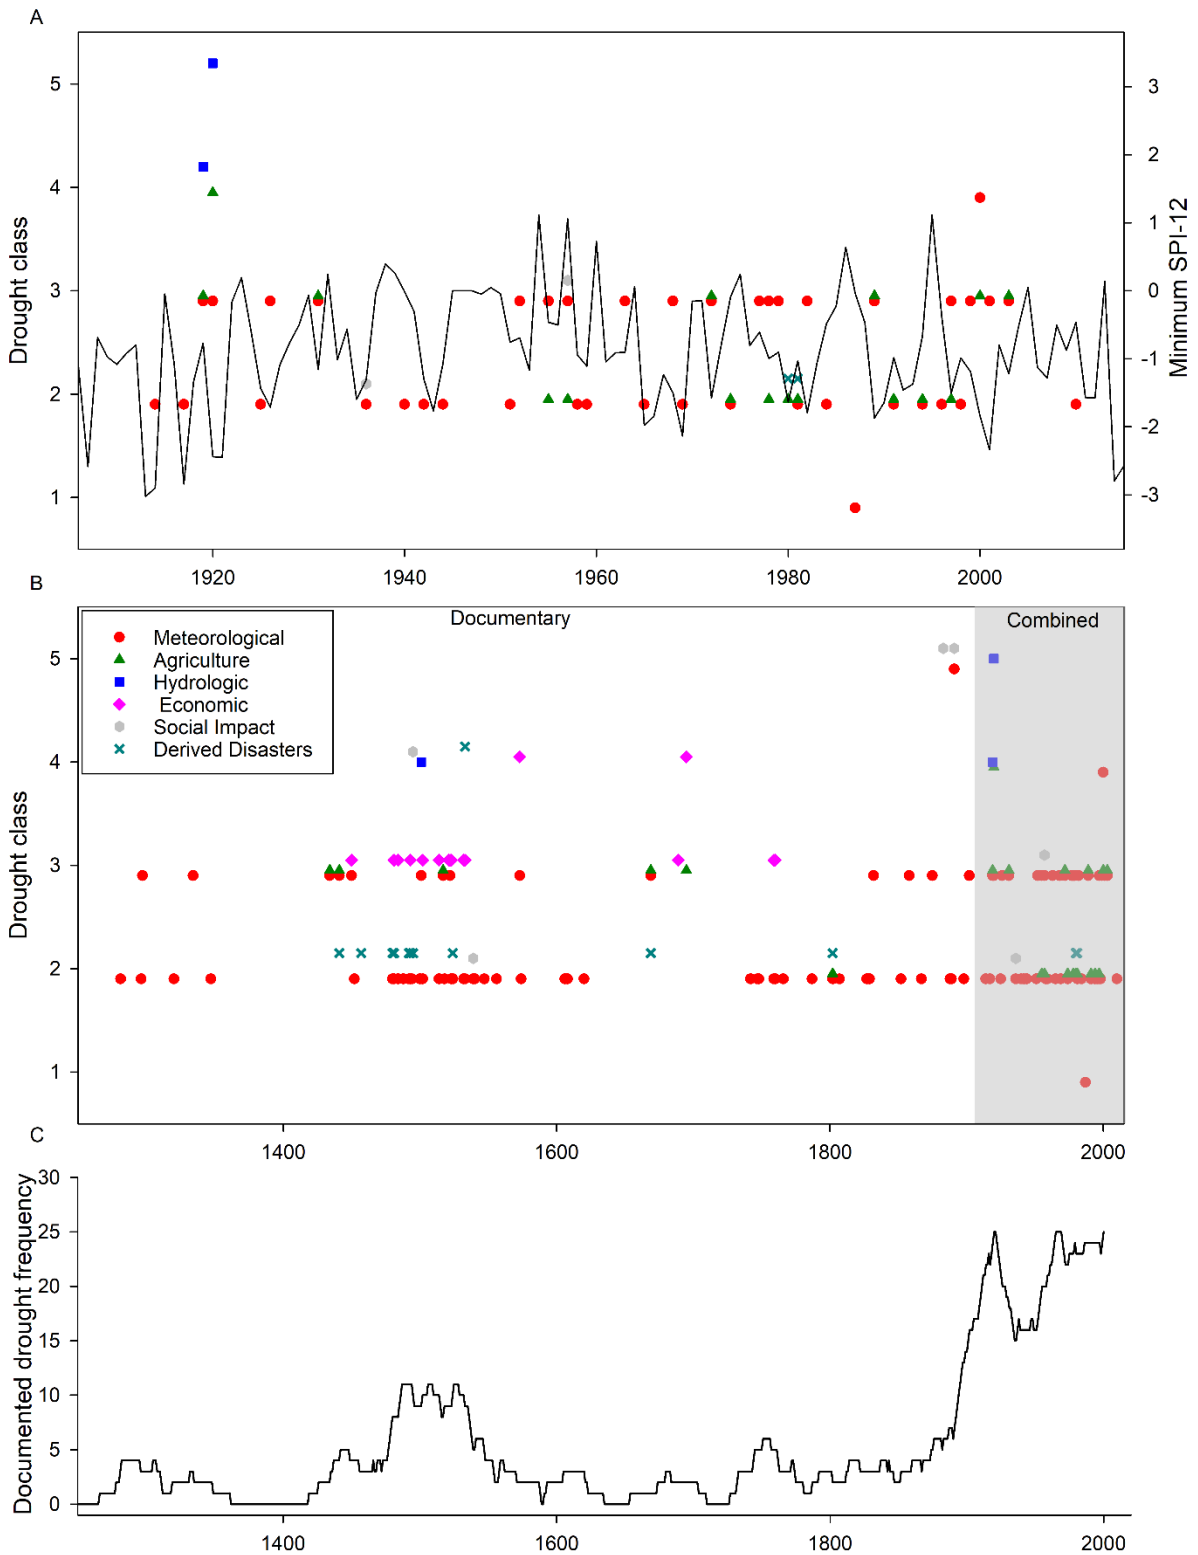 A
5
4
3
2
1
Drought class
3
2
1
0
-1
-2
-3
Minimum SPI-12
1920
1940
1960
1980
2000
B
Documentary
Combined
Meteorological
Agriculture
Hydrologic
Economic
Social Impact
Derived Disasters
5
4
3
2
1
Drought class
1400
1600
1800
2000
C
30
25
20
15
10
5
0
Documented drought frequency
1400
1600
1800
2000